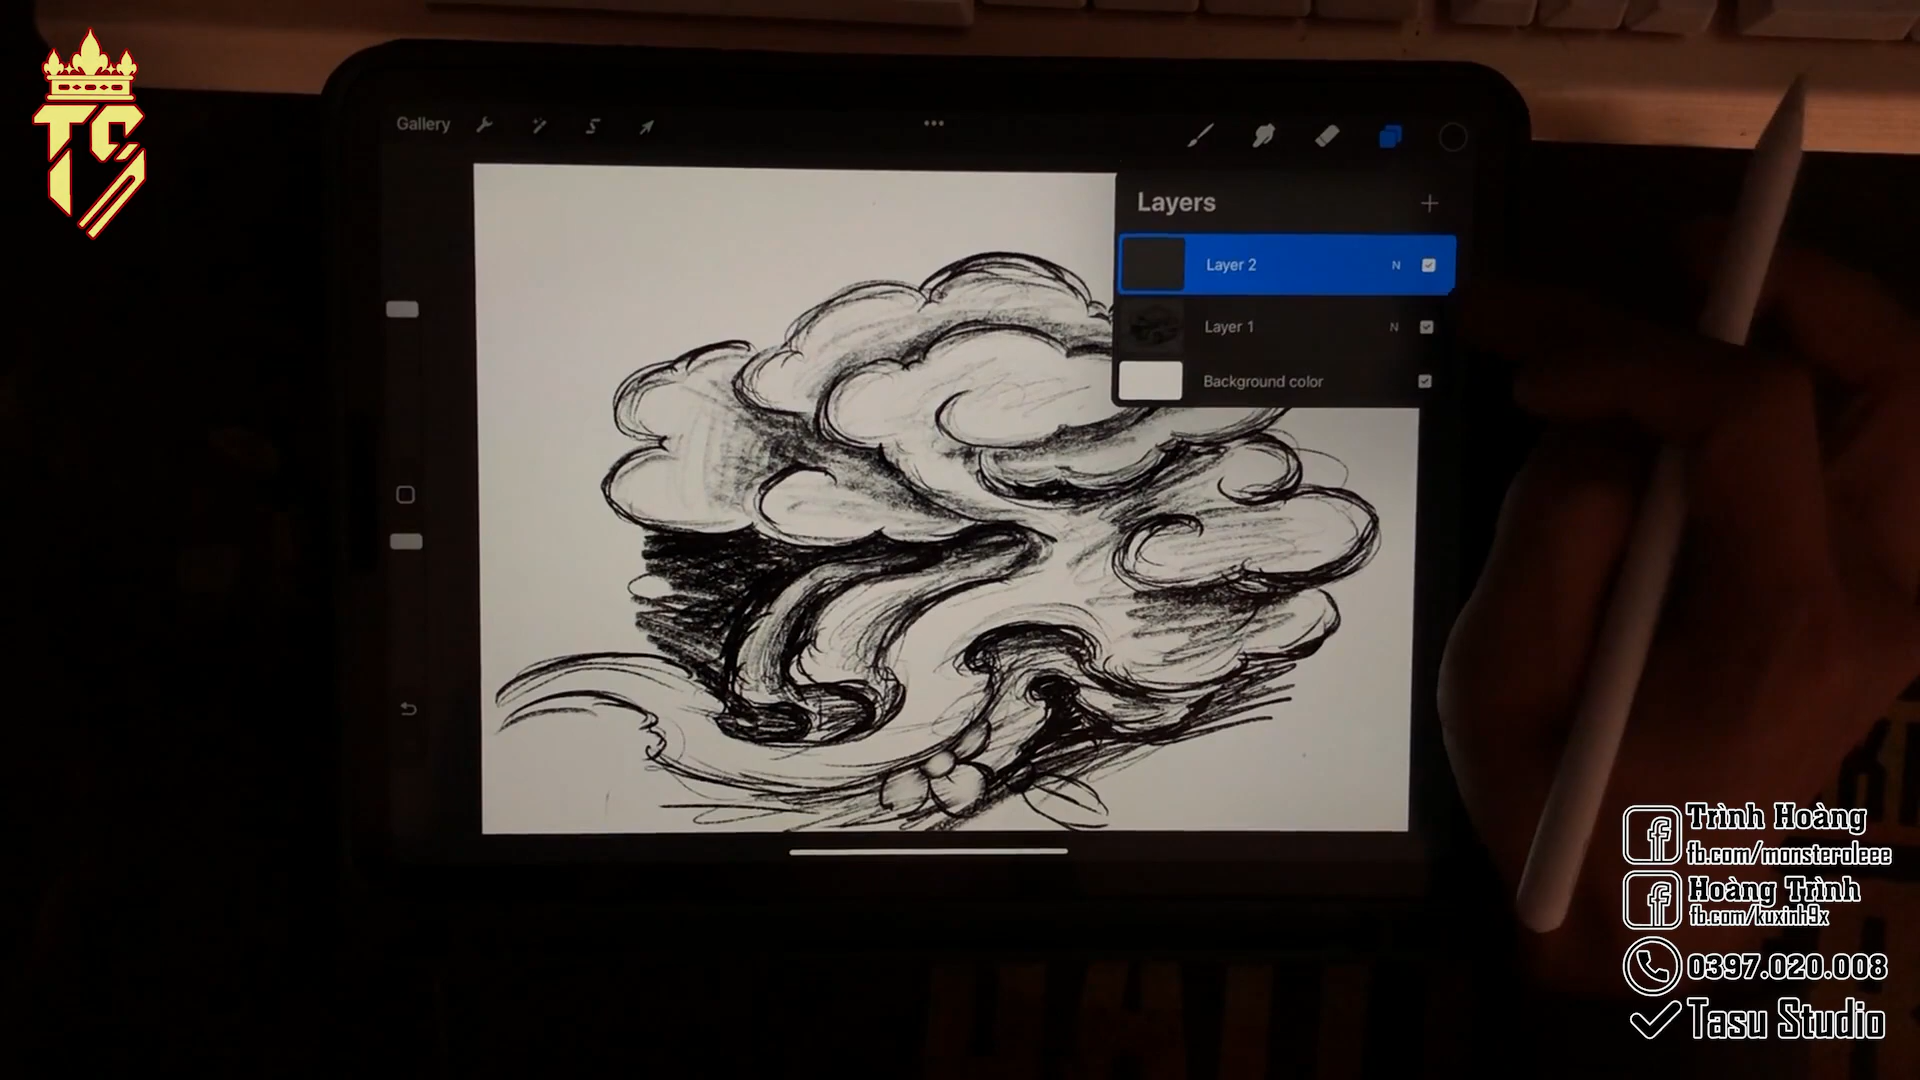 TS
Gallery
Layers
Layer 2 N
Layer 1 N
Background color
Trình Hoàng
fb.com/monsteroleee
Hoàng Trình
fb.com/kuxinh9x
0397.020.008
Tasu Studio